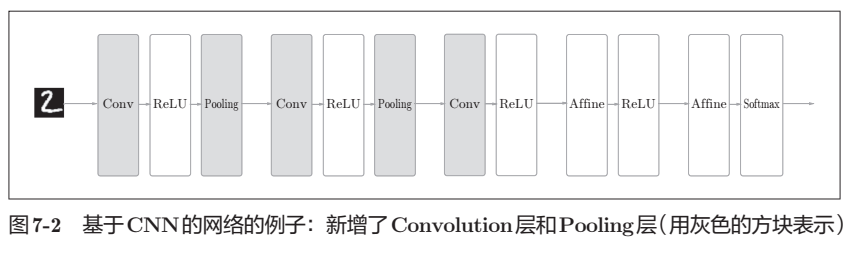 2 Conv ReLU Pooling Conv ReLU Pooling Conv ReLU Affine ReLU Affine Softmax
图7-2 基于CNN的网络的例子：新增了Convolution层和Pooling层（用灰色的方块表示）